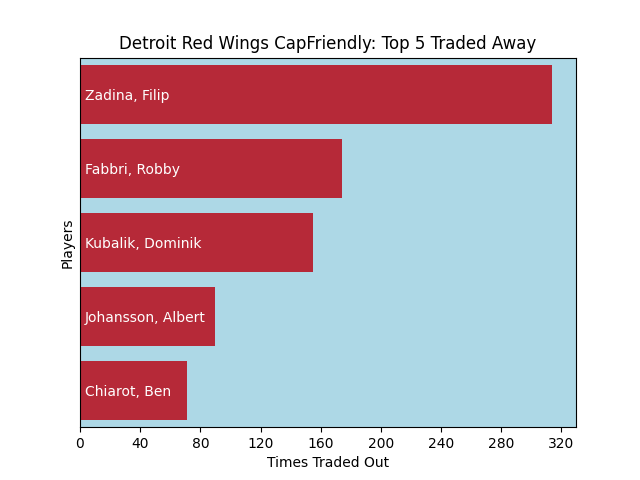 Detroit Red Wings CapFriendly: Top 5 Traded Away
Players
Zadina, Filip
Fabbri, Robby
Kubalik, Dominik
Johansson, Albert
Chiarot, Ben
0 40 80 120 160 200 240 280 320
Times Traded Out